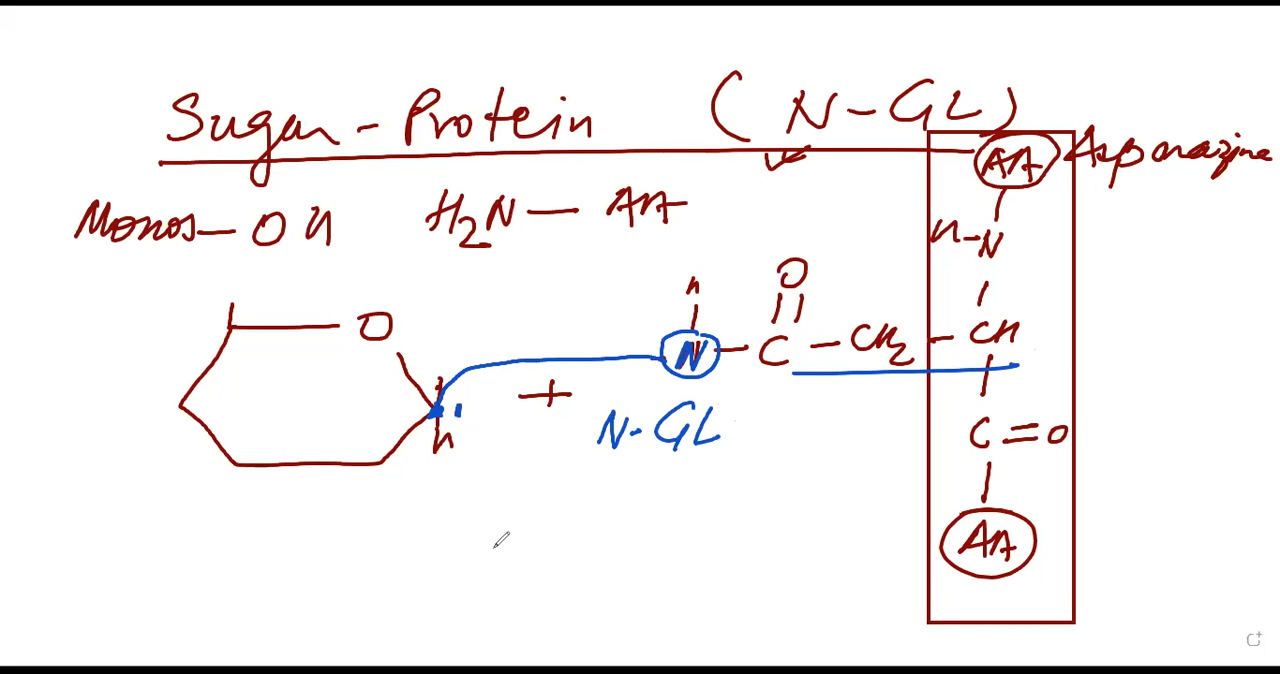 Sugar - Protein ( N - GL )
AA Asparagine
Monos - OH H2N — AA
H - N
H O
O N - C - CH2 - CH
+ N - GL
H C = O
AA